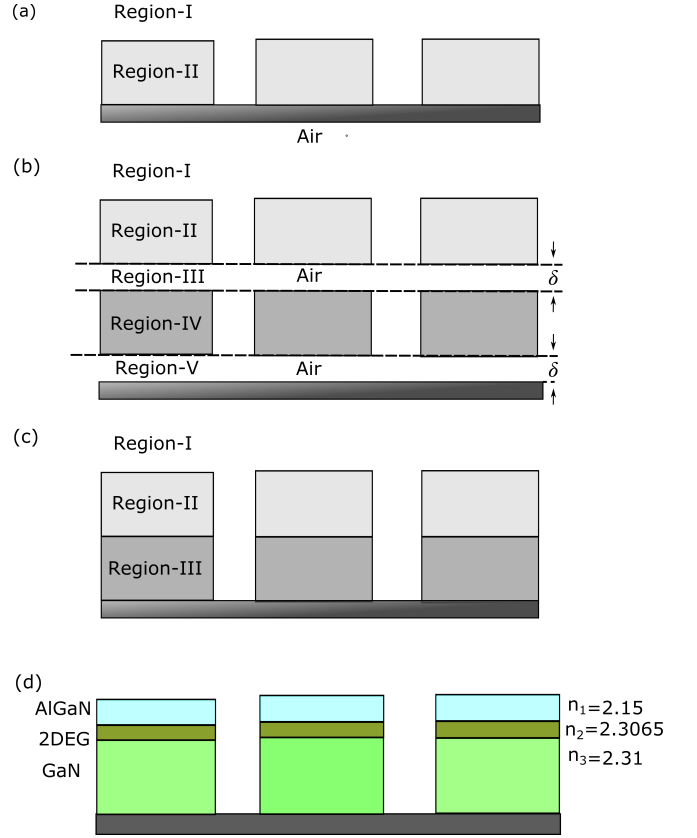 (a)
Region-I
Region-II
Air
(b)
Region-I
Region-II
Region-III Air δ
Region-IV
Region-V Air δ
(c)
Region-I
Region-II
Region-III
(d)
AlGaN n₁=2.15
2DEG n₂=2.3065
GaN n₃=2.31